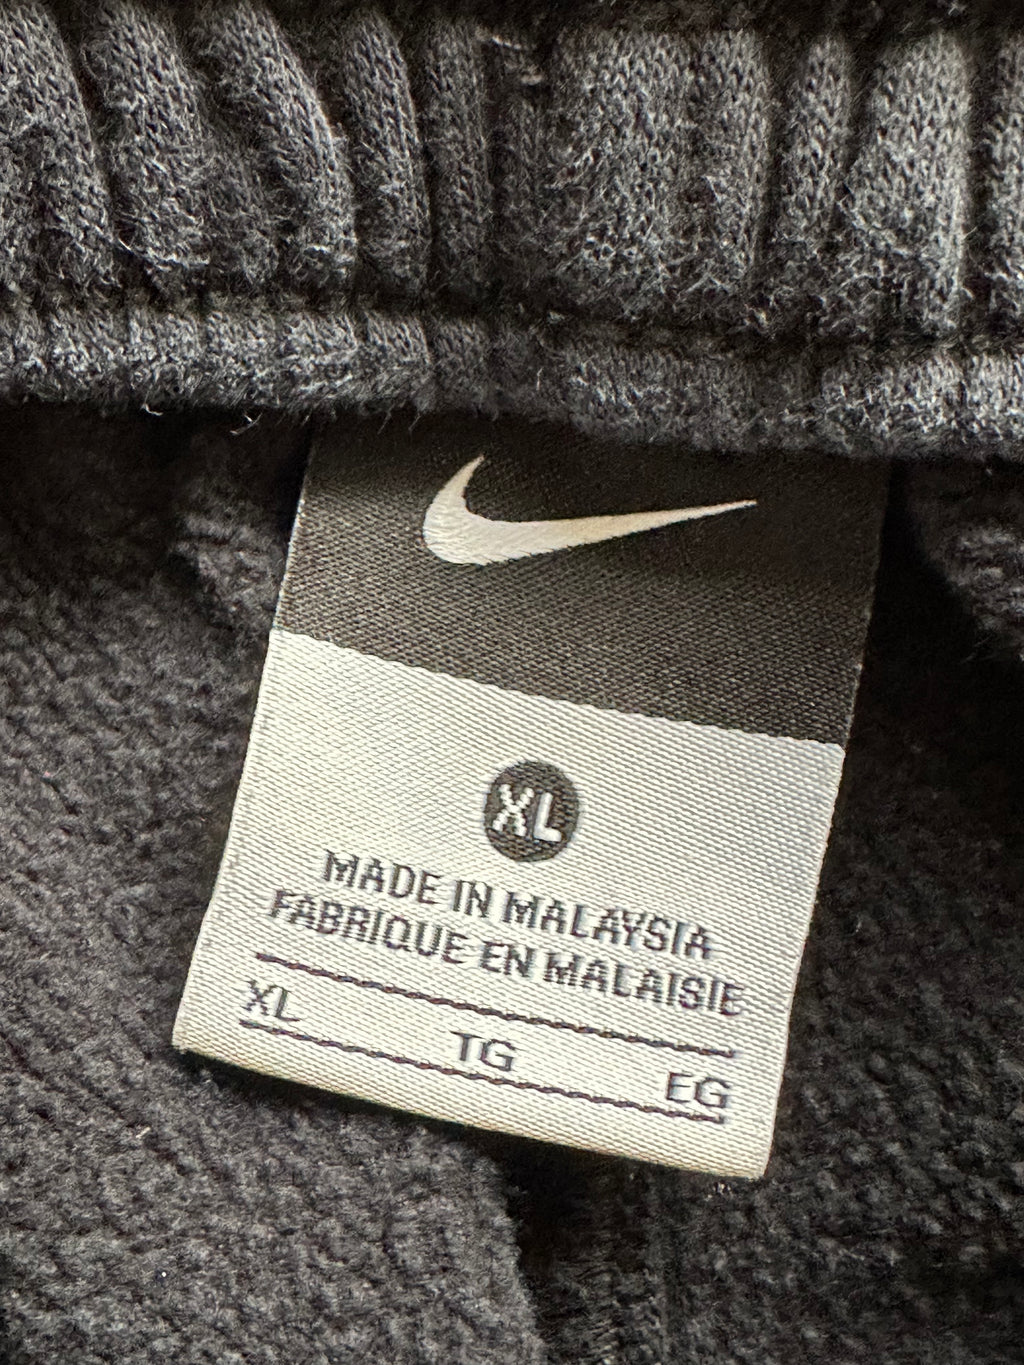 XL
MADE IN MALAYSIA
FABRIQUE EN MALAISIE
XL TG EG